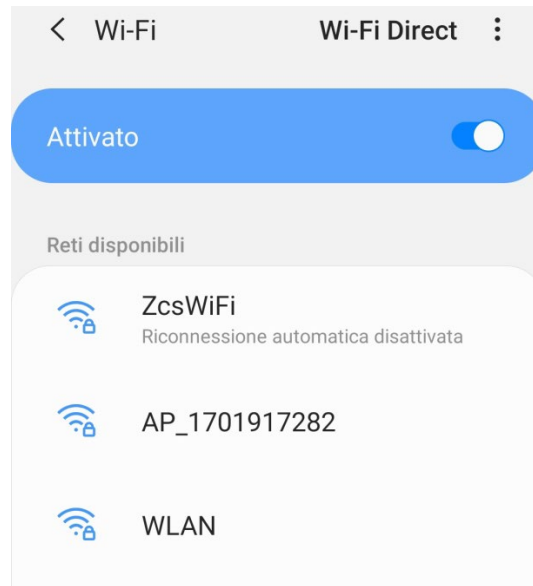 Wi-Fi Wi-Fi Direct
Attivato
Reti disponibili
ZcsWiFi
Riconnessione automatica disattivata
AP_1701917282
WLAN